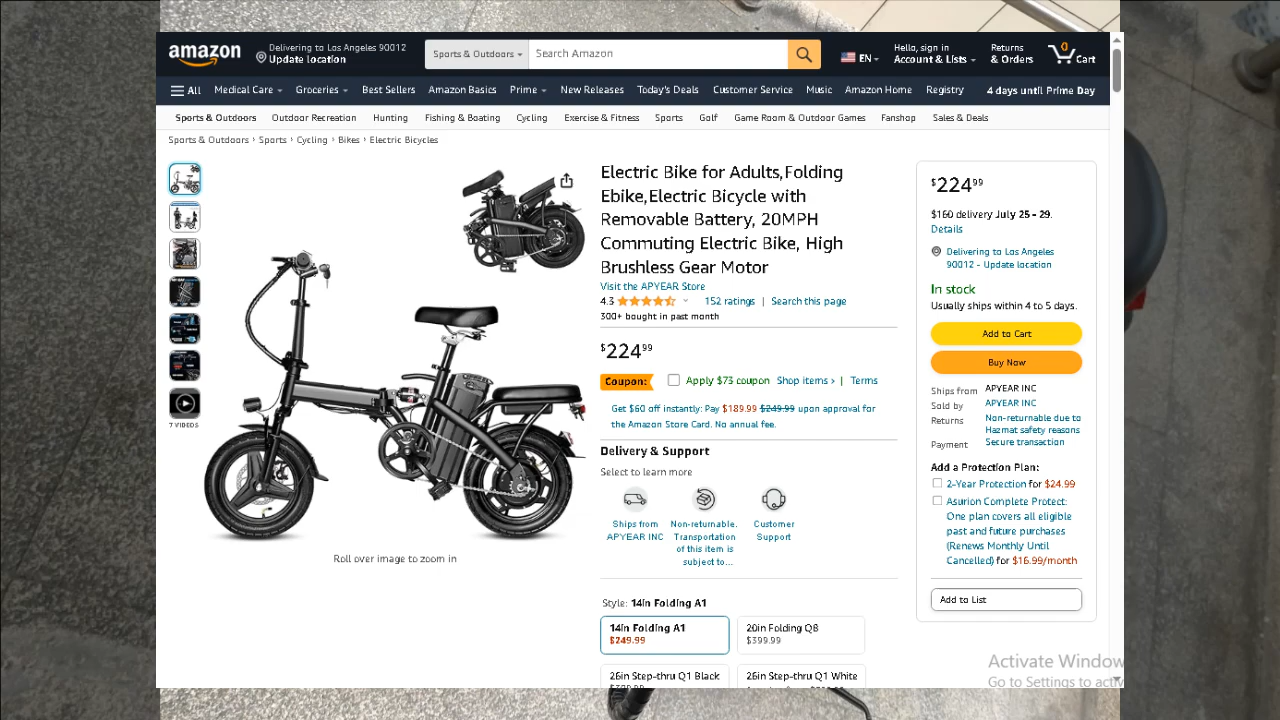 amazon
Delivering to Los Angeles 90012
Update location
Sports & Outdoors
Search Amazon
EN
Hello, sign in
Account & Lists
Returns
& Orders
0
Cart
All
Medical Care
Groceries
Best Sellers
Amazon Basics
Prime
New Releases
Today's Deals
Customer Service
Music
Amazon Home
Registry
4 days until Prime Day
Sports & Outdoors
Outdoor Recreation
Hunting
Fishing & Boating
Cycling
Exercise & Fitness
Sports
Golf
Game Room & Outdoor Games
Fanshop
Sales & Deals
Sports & Outdoors › Sports › Cycling › Bikes › Electric Bicycles
7 VIDEOS
Roll over image to zoom in
Electric Bike for Adults,Folding
Ebike,Electric Bicycle with
Removable Battery, 20MPH
Commuting Electric Bike, High
Brushless Gear Motor
Visit the APYEAR Store
4.3
152 ratings | Search this page
300+ bought in past month
$224.99
Coupon:
Apply $73 coupon Shop items › | Terms
Get $60 off instantly: Pay $189.99 $249.99 upon approval for
the Amazon Store Card. No annual fee.
Delivery & Support
Select to learn more
Ships from
APYEAR INC
Non-returnable.
Transportation
of this item is
subject to...
Customer
Support
Style: 14in Folding A1
14in Folding A1
$249.99
20in Folding Q8
$399.99
26in Step-thru Q1 Black
26in Step-thru Q1 White
$224.99
$160 delivery July 25 - 29.
Details
Delivering to Los Angeles
90012 - Update location
In stock
Usually ships within 4 to 5 days.
Add to Cart
Buy Now
Ships from
APYEAR INC
Sold by
APYEAR INC
Returns
Non-returnable due to
Hazmat safety reasons
Payment
Secure transaction
Add a Protection Plan:
2-Year Protection for $24.99
Asurion Complete Protect:
One plan covers all eligible
past and future purchases
(Renews Monthly Until
Cancelled) for $16.99/month
Add to List
Activate Window
Go to Settings to activ